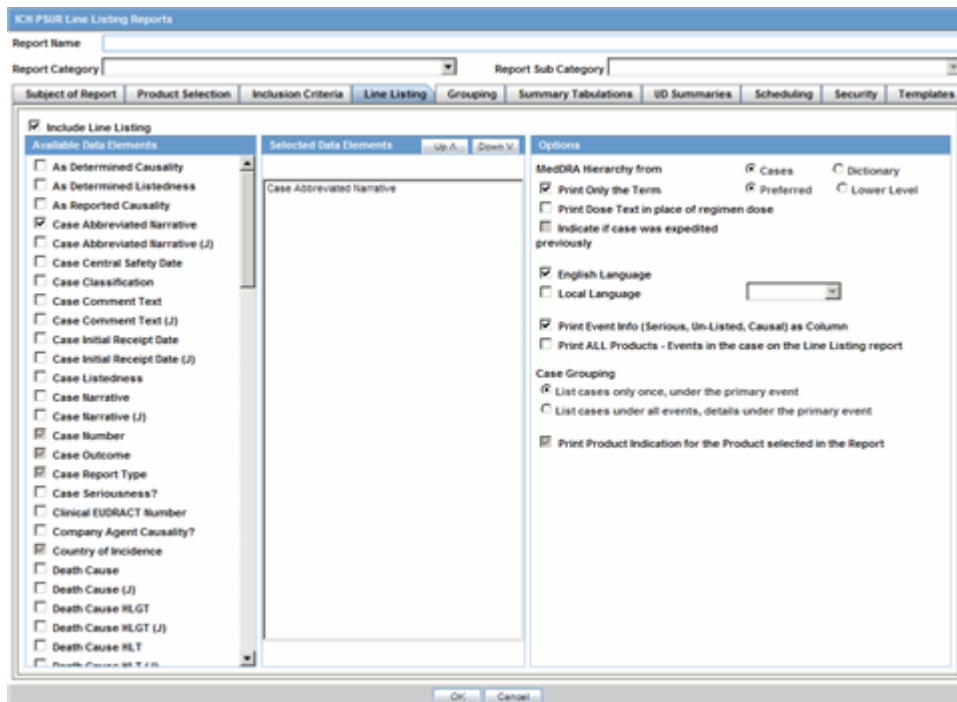 ICH PSUR Line Listing Reports
Report Name
Report Category
Report Sub Category
Subject of Report
Product Selection
Inclusion Criteria
Line Listing
Grouping
Summary Tabulations
UD Summaries
Scheduling
Security
Templates
Include Line Listing
Available Data Elements
As Determined Causality
As Determined Listedness
As Reported Causality
Case Abbreviated Narrative
Case Abbreviated Narrative (J)
Case Central Safety Date
Case Classification
Case Comment Text
Case Comment Text (J)
Case Initial Receipt Date
Case Initial Receipt Date (J)
Case Listedness
Case Narrative
Case Narrative (J)
Case Number
Case Outcome
Case Report Type
Case Seriousness?
Clinical EUDRACT Number
Company Agent Causality?
Country of Incidence
Death Cause
Death Cause (J)
Death Cause HLGT
Death Cause HLGT (J)
Death Cause HLT
Death Cause HLT (J)
Selected Data Elements
Up Λ
Down V
Case Abbreviated Narrative
Options
MedDRA Hierarchy from
Cases
Dictionary
Print Only the Term
Preferred
Lower Level
Print Dose Text in place of regimen dose
Indicate if case was expedited
previously
English Language
Local Language
Print Event Info (Serious, Un-Listed, Causal) as Column
Print ALL Products - Events in the case on the Line Listing report
Case Grouping
List cases only once, under the primary event
List cases under all events, details under the primary event
Print Product Indication for the Product selected in the Report
OK
Cancel